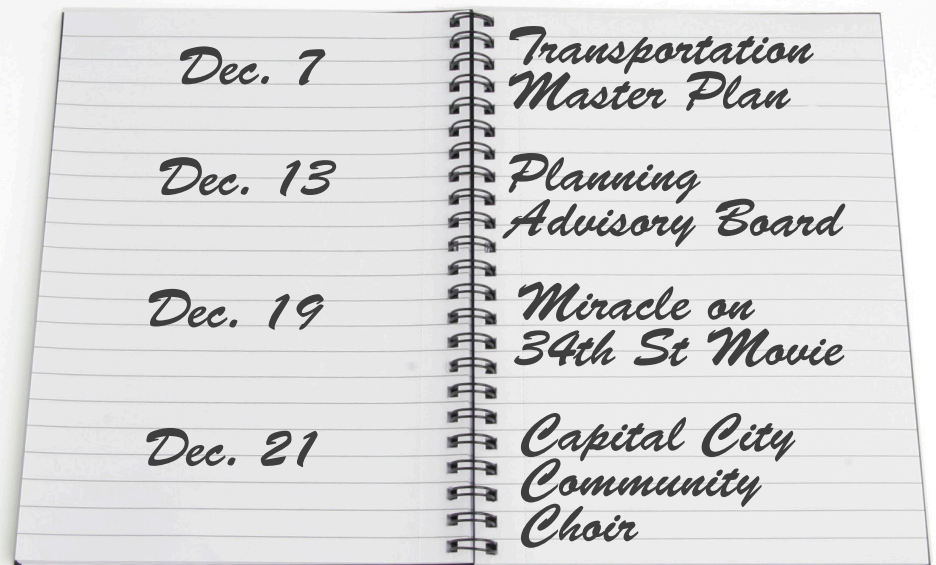 Dec. 7
Transportation
Master Plan
Dec. 13
Planning
Advisory Board
Dec. 19
Miracle on
34th St Movie
Dec. 21
Capital City
Community
Choir